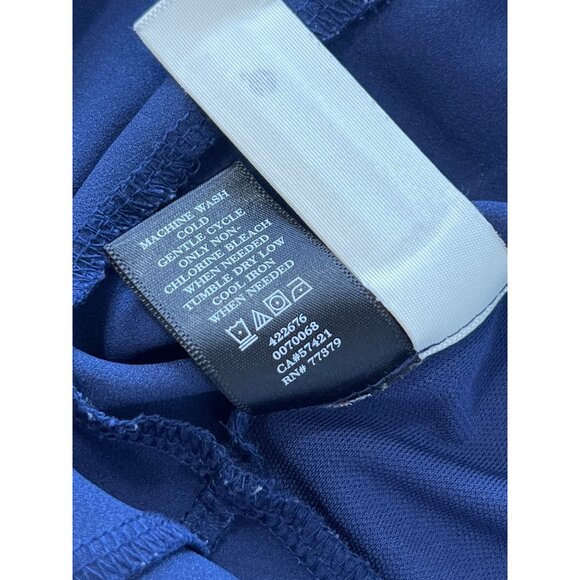 MACHINE WASH
COLD
GENTLE CYCLE
ONLY NON-
CHLORINE BLEACH
WHEN NEEDED
TUMBLE DRY LOW
COOL IRON
WHEN NEEDED
422676
0070068
CA#57421
RN# 77379